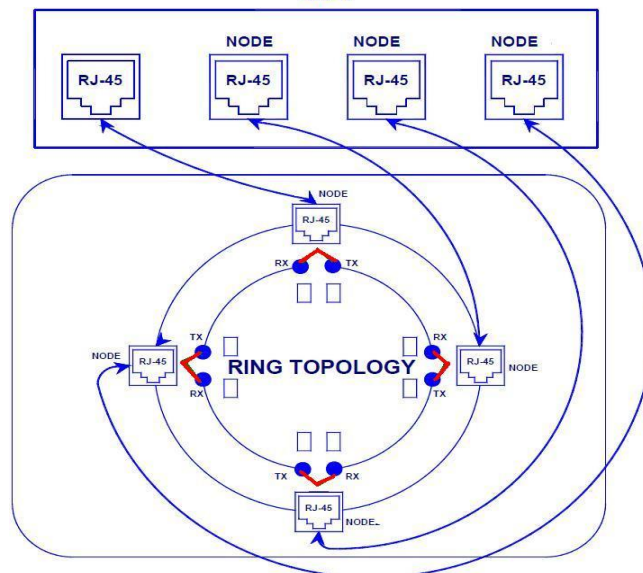 NODE NODE NODE
RJ-45 RJ-45 RJ-45 RJ-45
NODE
RJ-45
RX TX
TX RX
NODE RJ-45 RING TOPOLOGY RJ-45
NODE
RX TX
TX RX
RJ-45
NODE